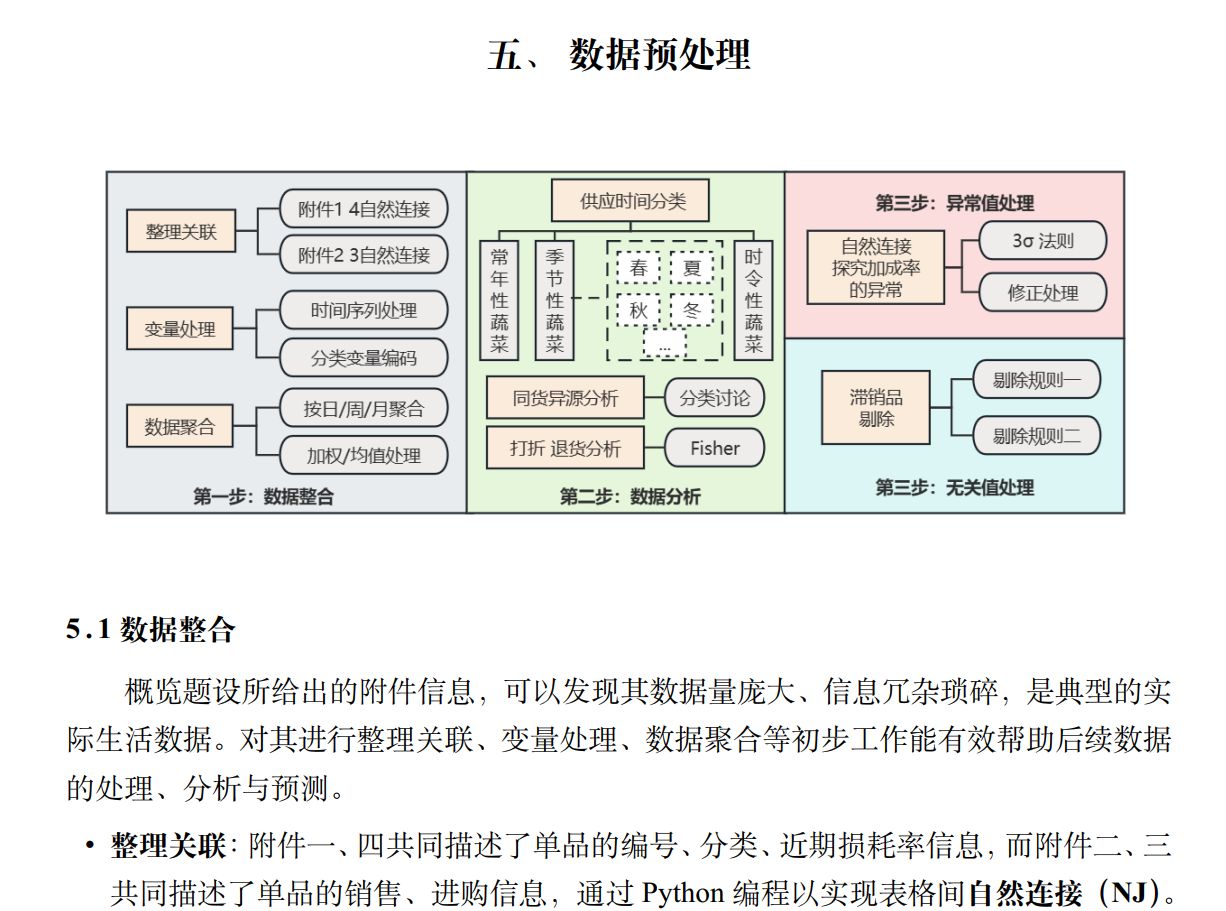 五、 数据预处理
整理关联
附件1 4自然连接
附件2 3自然连接
变量处理
时间序列处理
分类变量编码
数据聚合
按日/周/月聚合
加权/均值处理
第一步：数据整合
供应时间分类
常年性蔬菜
季节性蔬菜
春
夏
秋
冬
...
时令性蔬菜
同货异源分析
分类讨论
打折 退货分析
Fisher
第二步：数据分析
第三步：异常值处理
自然连接
探究加成率
的异常
3σ 法则
修正处理
滞销品
剔除
剔除规则一
剔除规则二
第三步：无关值处理
5.1 数据整合
概览题设所给出的附件信息，可以发现其数据量庞大、信息冗杂琐碎，是典型的实
际生活数据。对其进行整理关联、变量处理、数据聚合等初步工作能有效帮助后续数据
的处理、分析与预测。
• 整理关联：附件一、四共同描述了单品的编号、分类、近期损耗率信息，而附件二、三
共同描述了单品的销售、进购信息，通过 Python 编程以实现表格间自然连接（NJ）。